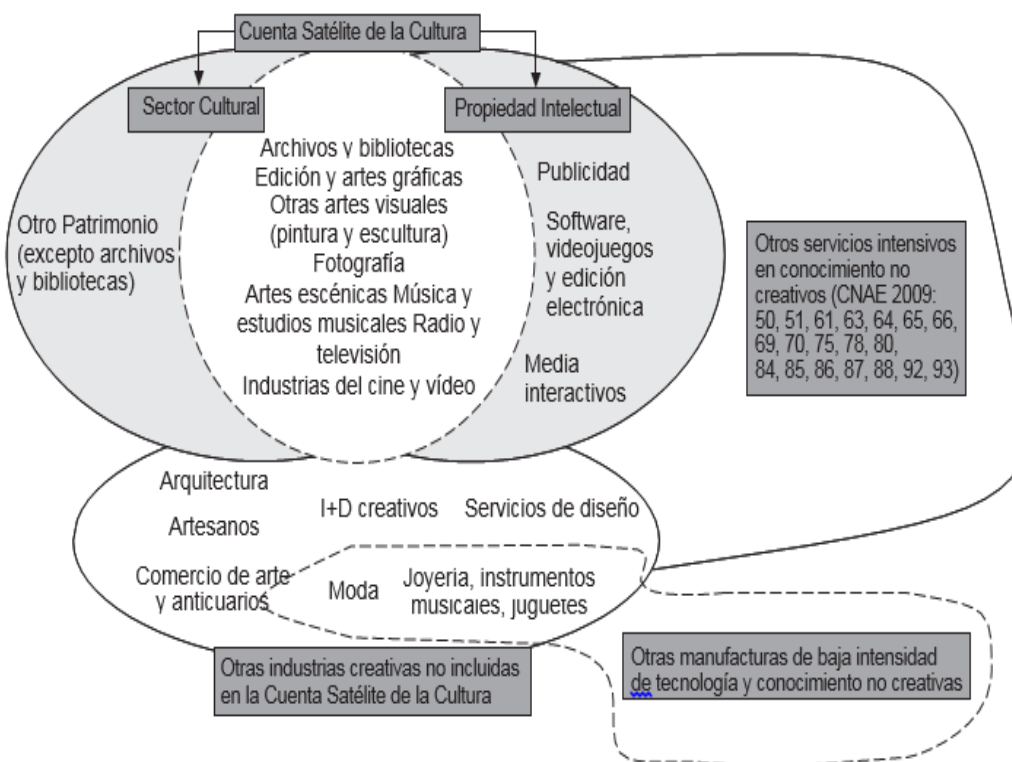 Cuenta Satélite de la Cultura
Sector Cultural
Propiedad Intelectual
Archivos y bibliotecas
Edición y artes gráficas
Otras artes visuales
(pintura y escultura)
Fotografía
Artes escénicas Música y
estudios musicales Radio y
televisión
Industrias del cine y vídeo
Otro Patrimonio
(excepto archivos
y bibliotecas)
Publicidad
Software,
videojuegos
y edición
electrónica
Media
interactivos
Otros servicios intensivos
en conocimiento no
creativos (CNAE 2009:
50, 51, 61, 63, 64, 65, 66,
69, 70, 75, 78, 80,
84, 85, 86, 87, 88, 92, 93)
Arquitectura
Artesanos
I+D creativos
Servicios de diseño
Comercio de arte
y anticuarios
Moda
Joyeria, instrumentos
musicales, juguetes
Otras industrias creativas no incluidas
en la Cuenta Satélite de la Cultura
Otras manufacturas de baja intensidad
de tecnología y conocimiento no creativas